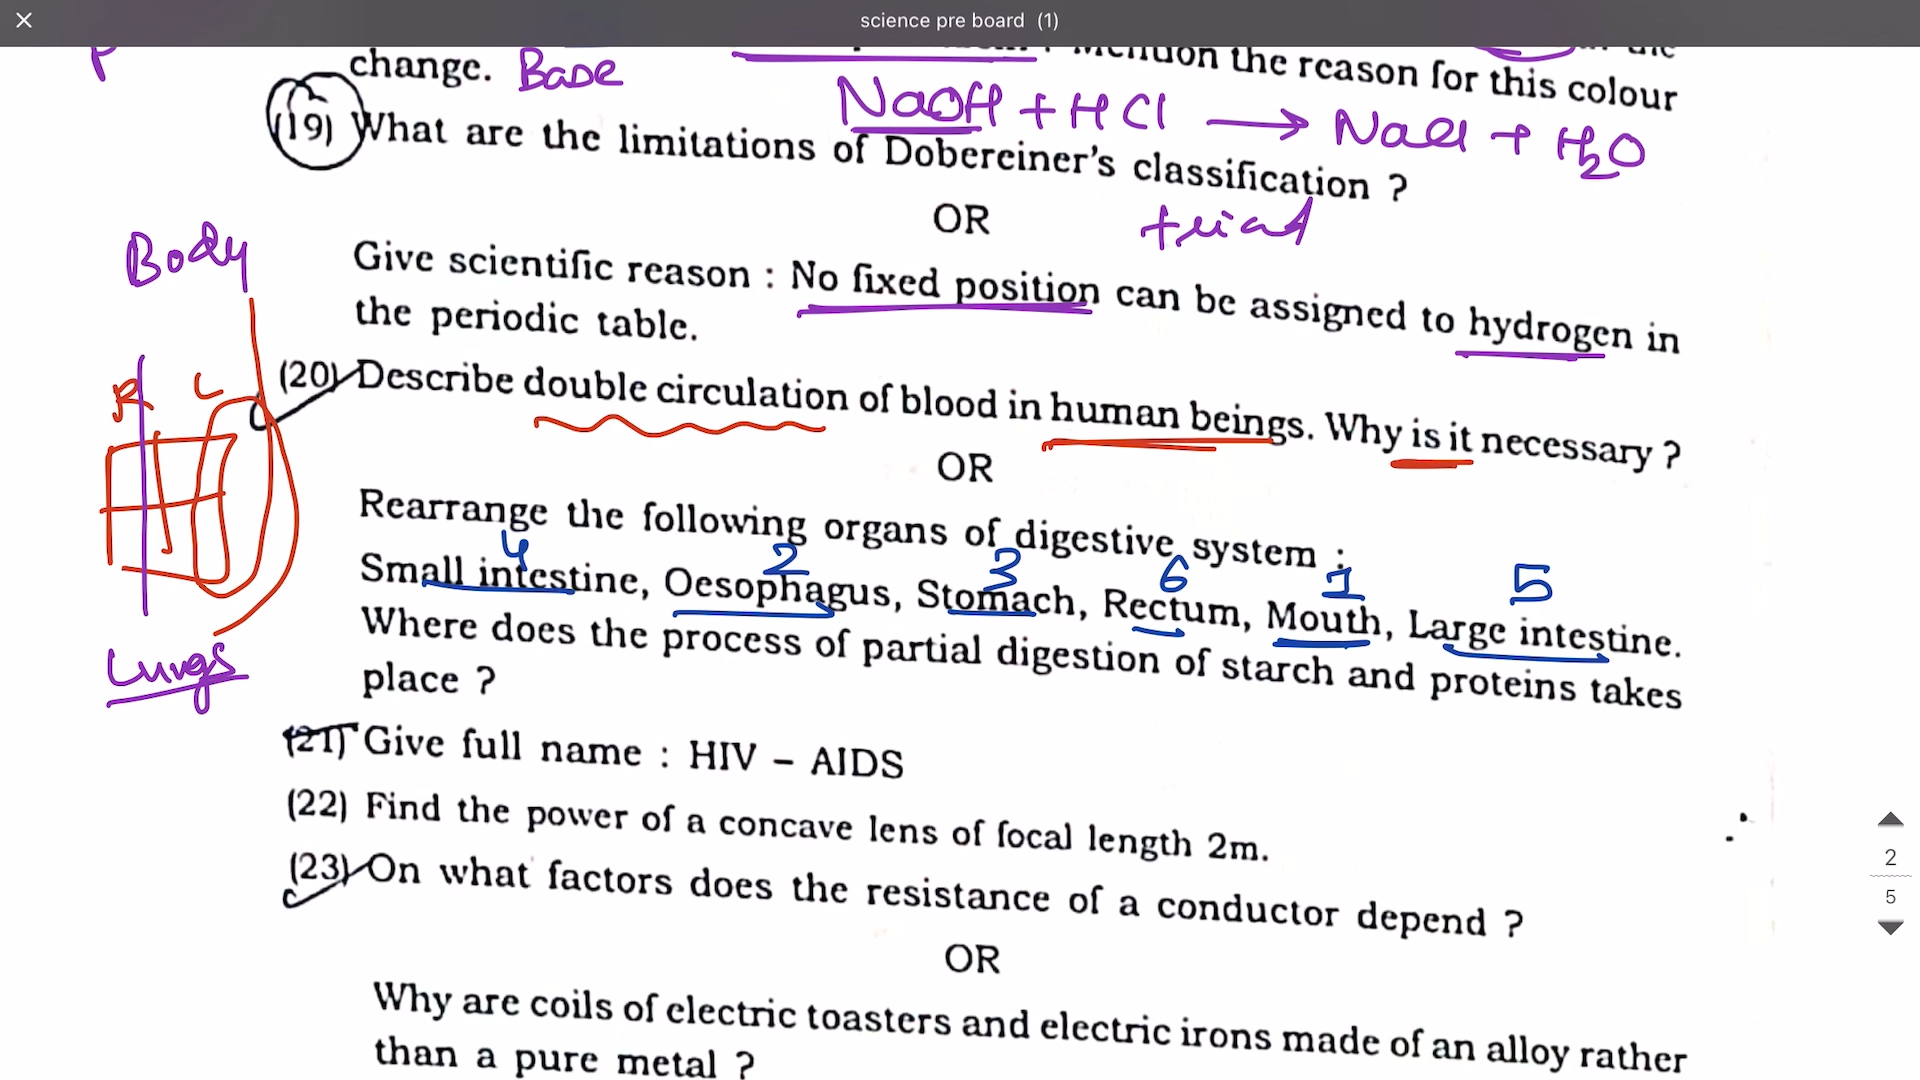 science pre board (1)
change. Base
Mention the reason for this colour
NaOH + HCl → NaCl + H2O
(19) What are the limitations of Dobereiner's classification ?
OR
triad
Body
Give scientific reason : No fixed position can be assigned to hydrogen in
the periodic table.
R L
(20) Describe double circulation of blood in human beings. Why is it necessary ?
OR
Rearrange the following organs of digestive system :
4 2 3 6 1 5
Small intestine, Oesophagus, Stomach, Rectum, Mouth, Large intestine.
Where does the process of partial digestion of starch and proteins takes
place ?
Lungs
(21) Give full name : HIV – AIDS
(22) Find the power of a concave lens of focal length 2m.
(23) On what factors does the resistance of a conductor depend ?
2
5
OR
Why are coils of electric toasters and electric irons made of an alloy rather
than a pure metal ?